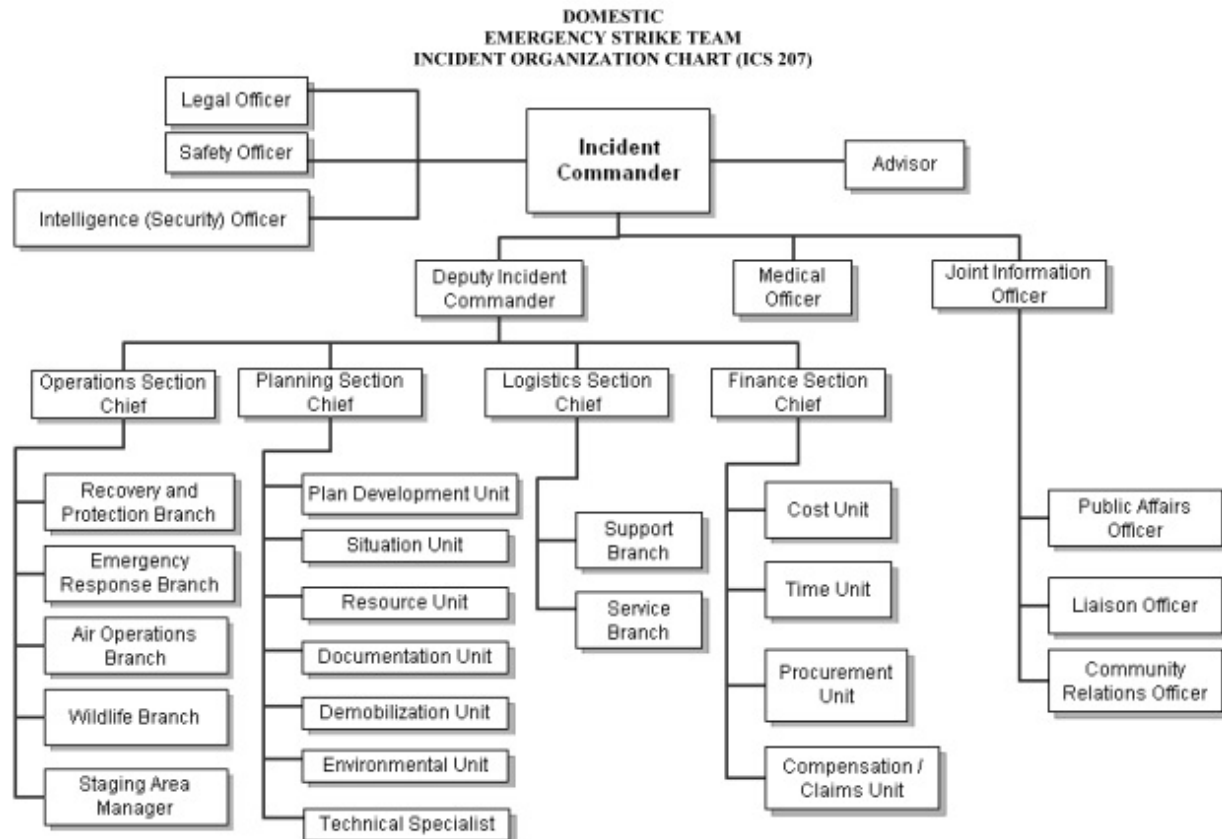 DOMESTIC
EMERGENCY STRIKE TEAM
INCIDENT ORGANIZATION CHART (ICS 207)
Legal Officer
Safety Officer
Intelligence (Security) Officer
Incident
Commander
Advisor
Deputy Incident
Commander
Medical
Officer
Joint Information
Officer
Operations Section
Chief
Planning Section
Chief
Logistics Section
Chief
Finance Section
Chief
Recovery and
Protection Branch
Emergency
Response Branch
Air Operations
Branch
Wildlife Branch
Staging Area
Manager
Plan Development Unit
Situation Unit
Resource Unit
Documentation Unit
Demobilization Unit
Environmental Unit
Technical Specialist
Support
Branch
Service
Branch
Cost Unit
Time Unit
Procurement
Unit
Compensation /
Claims Unit
Public Affairs
Officer
Liaison Officer
Community
Relations Officer